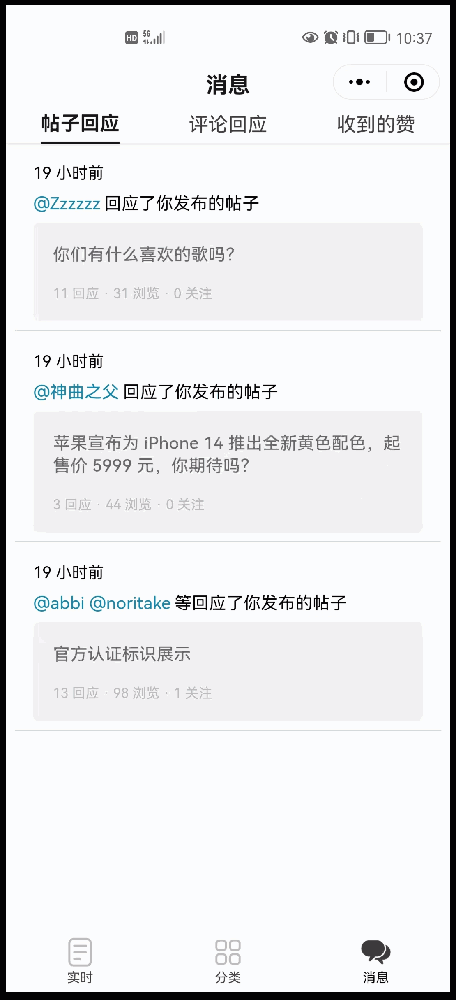 HD 5G 10:37
消息
帖子回应 评论回应 收到的赞
19 小时前
@Zzzzzz 回应了你发布的帖子
你们有什么喜欢的歌吗?
11 回应 · 31 浏览 · 0 关注
19 小时前
@神曲之父 回应了你发布的帖子
苹果宣布为 iPhone 14 推出全新黄色配色，起
售价 5999 元，你期待吗?
3 回应 · 44 浏览 · 0 关注
19 小时前
@abbi @noritake 等回应了你发布的帖子
官方认证标识展示
13 回应 · 98 浏览 · 1 关注
实时 分类 消息